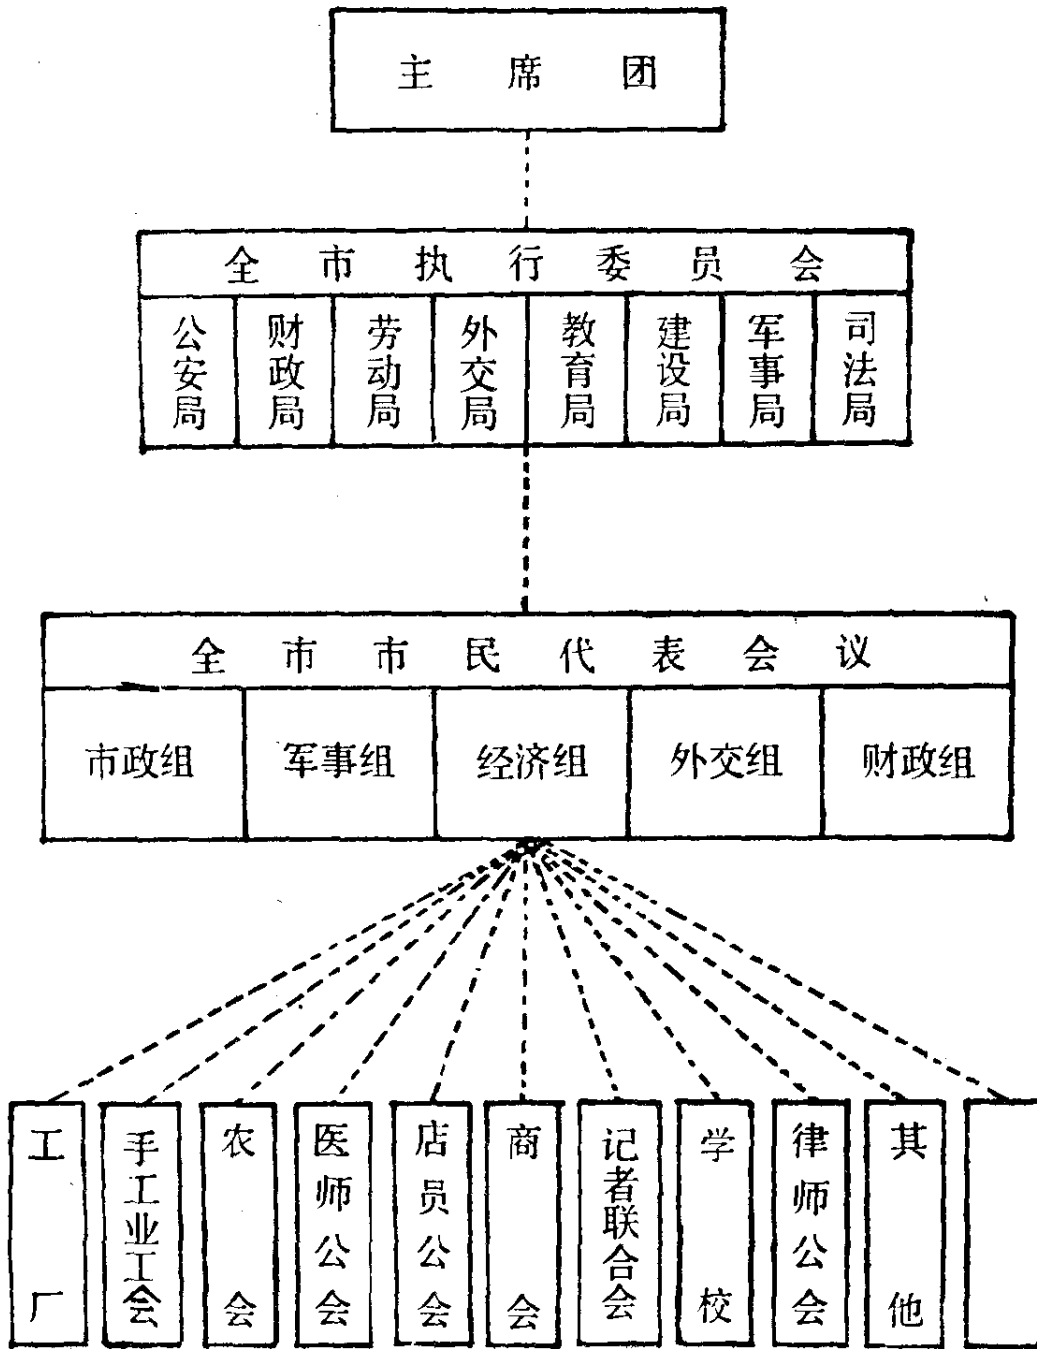 主席团
全市执行委员会
公安局
财政局
劳动局
外交局
教育局
建设局
军事局
司法局
全市市民代表会议
市政组
军事组
经济组
外交组
财政组
工厂
手工业工会
农会
医师公会
店员公会
商会
记者联合会
学校
律师公会
其他